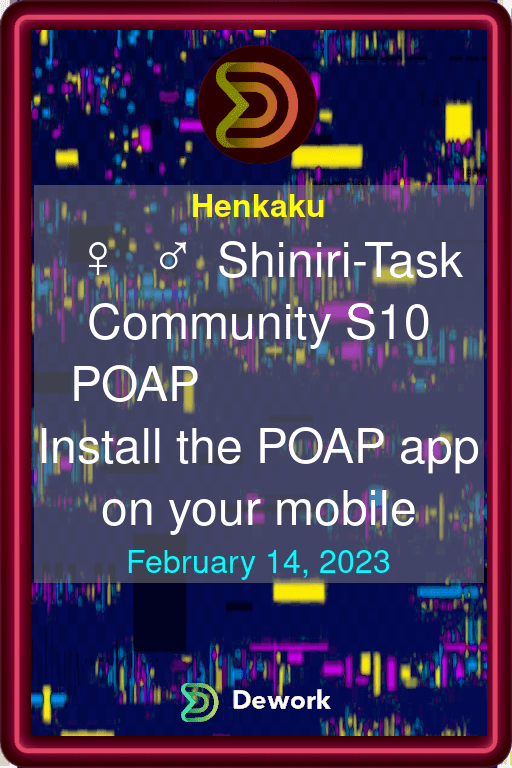 Henkaku
♀ ♂ Shiniri-Task
Community S10
POAP
Install the POAP app
on your mobile
February 14, 2023
Dework